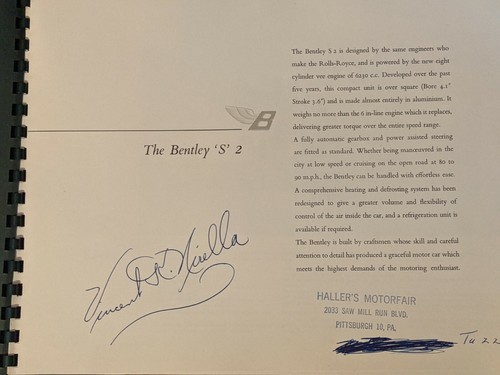 The Bentley S 2 is designed by the same engineers who
make the Rolls-Royce, and is powered by the new eight
cylinder vee engine of 6230 c.c. Developed over the past
five years, this compact unit is over square (Bore 4.1"
Stroke 3.6") and is made almost entirely in aluminium. It
weighs no more than the 6 in-line engine which it replaces,
delivering greater torque over the entire speed range.
A fully automatic gearbox and power assisted steering
are fitted as standard. Whether being manœuvred in the
city at low speed or cruising on the open road at 80 to
90 m.p.h., the Bentley can be handled with effortless ease.
A comprehensive heating and defrosting system has been
redesigned to give a greater volume and flexibility of
control of the air inside the car, and a refrigeration unit is
available if required.
The Bentley is built by craftsmen whose skill and careful
attention to detail has produced a graceful motor car which
meets the highest demands of the motoring enthusiast.
B
The Bentley 'S' 2
Vincent
HALLER'S MOTORFAIR
2033 SAW MILL RUN BLVD.
PITTSBURGH 10, PA.
Tu 22